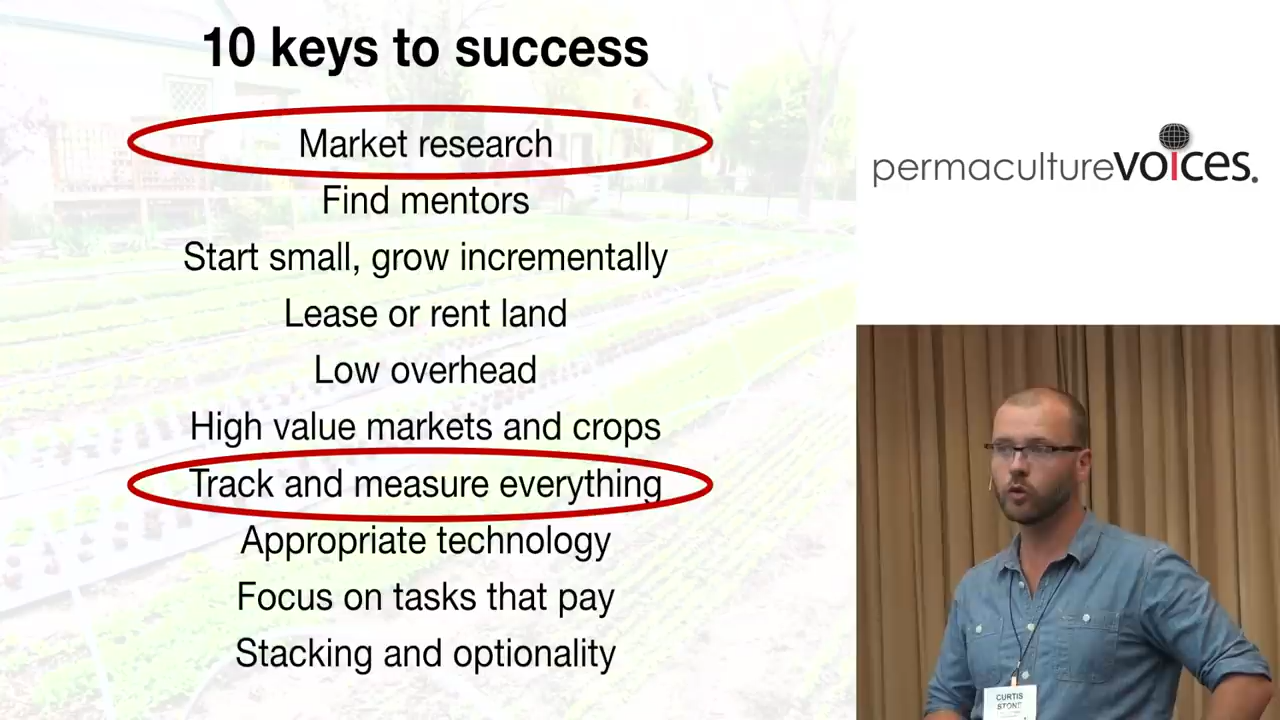 10 keys to success
Market research
Find mentors
Start small, grow incrementally
Lease or rent land
Low overhead
High value markets and crops
Track and measure everything
Appropriate technology
Focus on tasks that pay
Stacking and optionality
permaculturevoices.
CURTIS
STONE